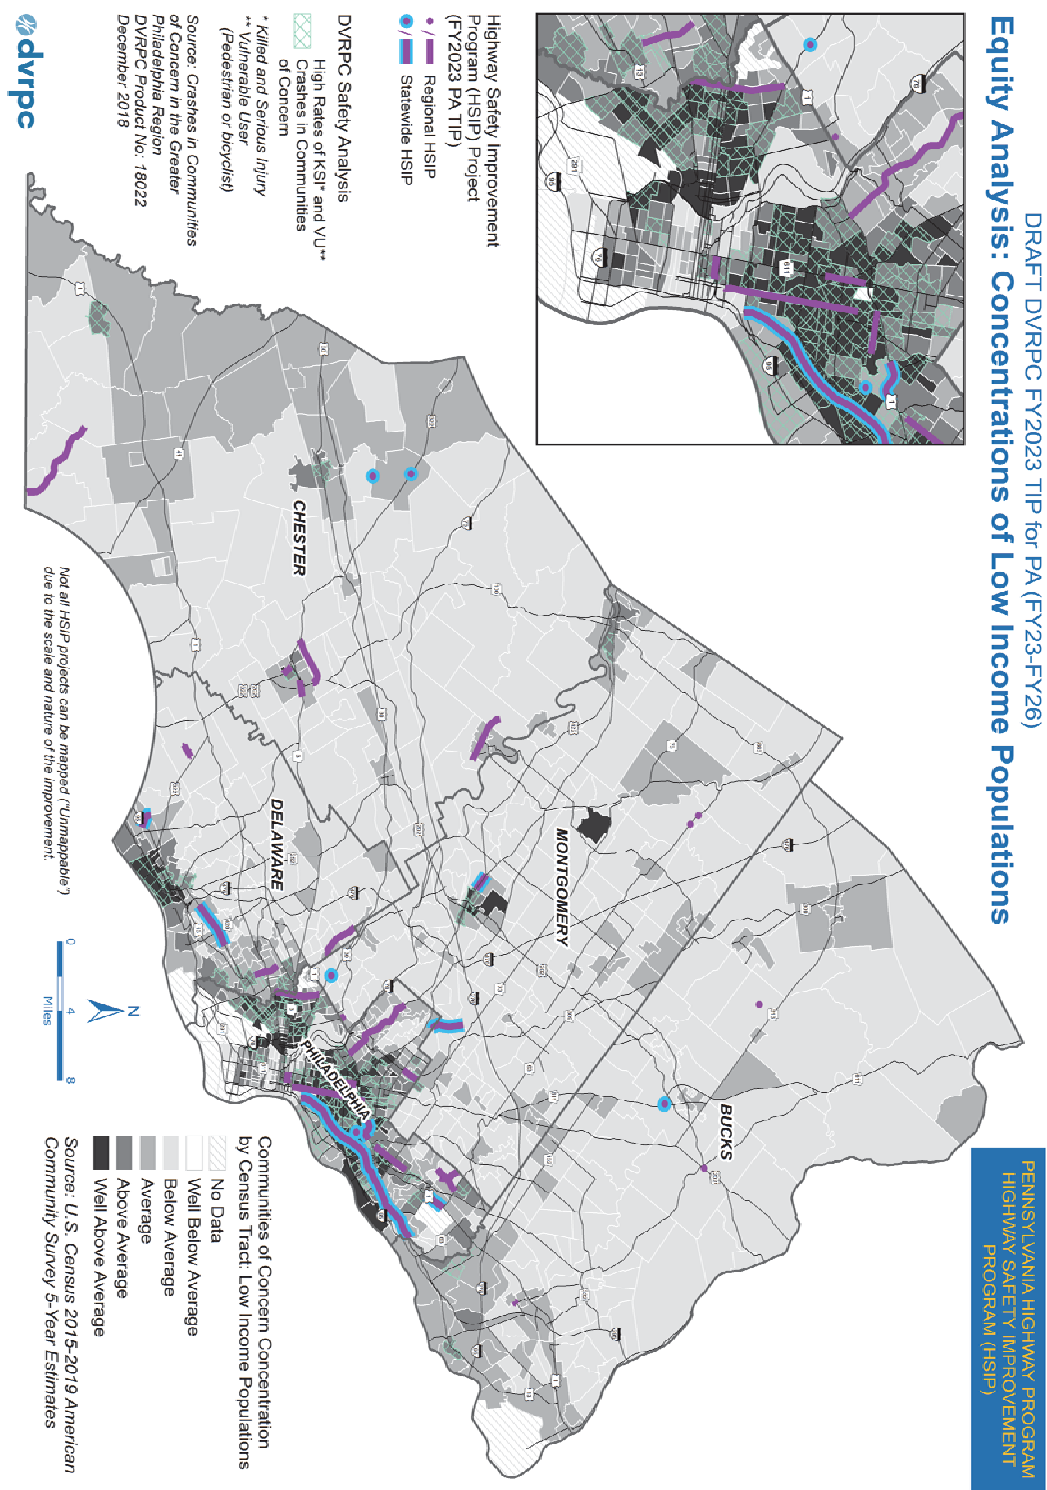 DRAFT DVRPC FY2023 TIP for PA (FY23-FY26)
Equity Analysis: Concentrations of Low Income Populations
PENNSYLVANIA HIGHWAY PROGRAM
HIGHWAY SAFETY IMPROVEMENT
PROGRAM (HSIP)
Highway Safety Improvement
Program (HSIP) Project
(FY2023 PA TIP)
Regional HSIP
Statewide HSIP
DVRPC Safety Analysis
High Rates of KSI* and VU**
Crashes in Communities
of Concern
* Killed and Serious Injury
** Vulnerable User
(Pedestrian or bicyclist)
Source: Crashes in Communities
of Concern in the Greater
Philadelphia Region
DVRPC Product No: 18022
December 2018
dvrpc
CHESTER
DELAWARE
MONTGOMERY
PHILADELPHIA
BUCKS
Not all HSIP projects can be mapped ("Unmappable")
due to the scale and nature of the improvement.
N
0 4 8
Miles
Communities of Concern Concentration
by Census Tract: Low Income Populations
No Data
Well Below Average
Below Average
Average
Above Average
Well Above Average
Source: U.S. Census 2015-2019 American
Community Survey 5-Year Estimates